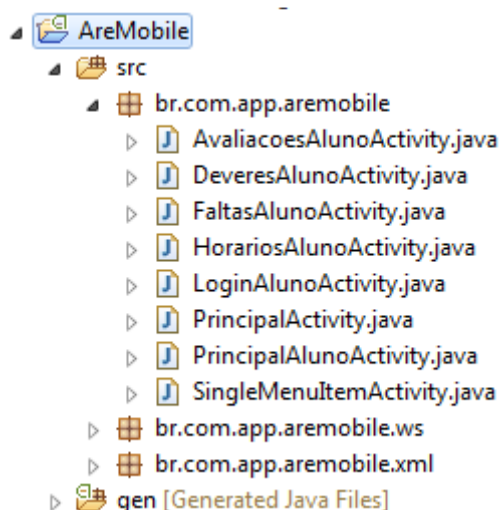 AreMobile
src
br.com.app.aremobile
AvaliacoesAlunoActivity.java
DeveresAlunoActivity.java
FaltasAlunoActivity.java
HorariosAlunoActivity.java
LoginAlunoActivity.java
PrincipalActivity.java
PrincipalAlunoActivity.java
SingleMenuItemActivity.java
br.com.app.aremobile.ws
br.com.app.aremobile.xml
gen [Generated Java Files]